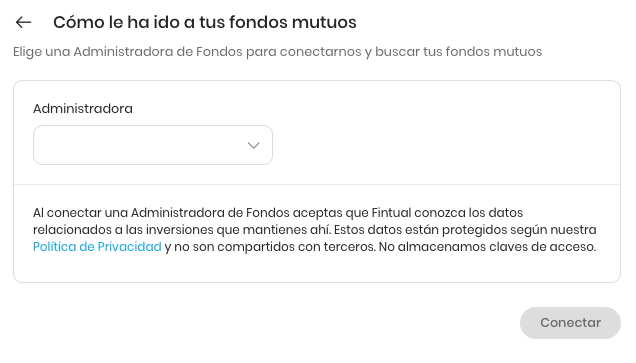 Cómo le ha ido a tus fondos mutuos
Elige una Administradora de Fondos para conectarnos y buscar tus fondos mutuos
Administradora
Al conectar una Administradora de Fondos aceptas que Fintual conozca los datos
relacionados a las inversiones que mantienes ahí. Estos datos están protegidos según nuestra
Política de Privacidad y no son compartidos con terceros. No almacenamos claves de acceso.
Conectar